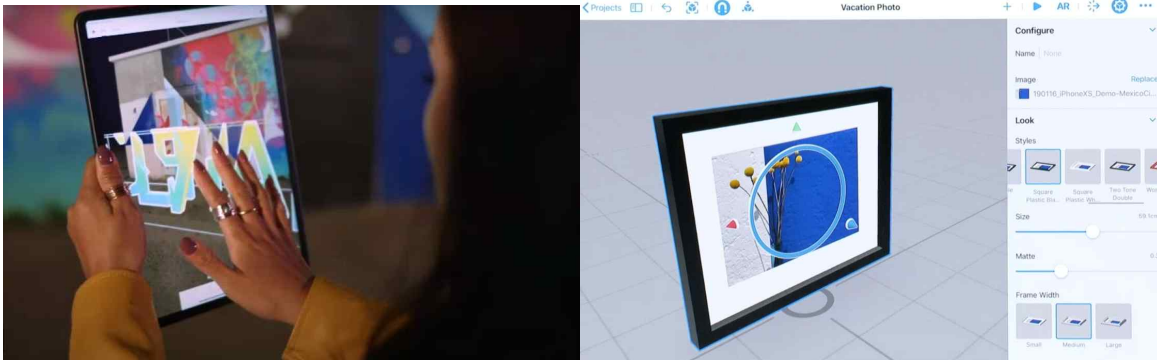 Projects
Vacation Photo
AR
Configure
Name None
Image Replace
190116_iPhoneXS_Demo-MexicoCi...
Look
Styles
Square Plastic Bla...
Square Plastic Wh...
Two Tone Double
Size
Matte
Frame Width
Small Medium Large